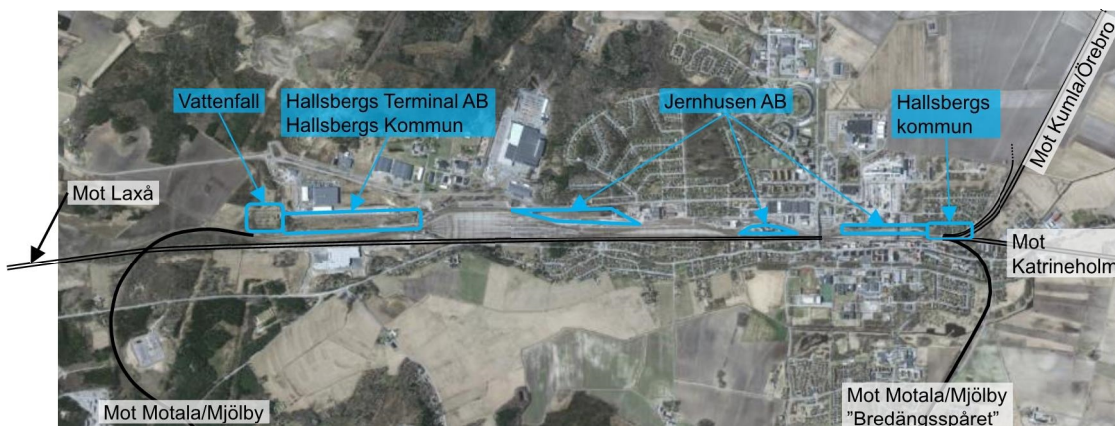 Vattenfall
Hallsbergs Terminal AB
Hallsbergs Kommun
Jernhusen AB
Hallsbergs
kommun
Mot Kumla/Örebro
Mot Laxå
Mot
Katrineholm
Mot Motala/Mjölby
Mot Motala/Mjölby
"Bredängsspåret"